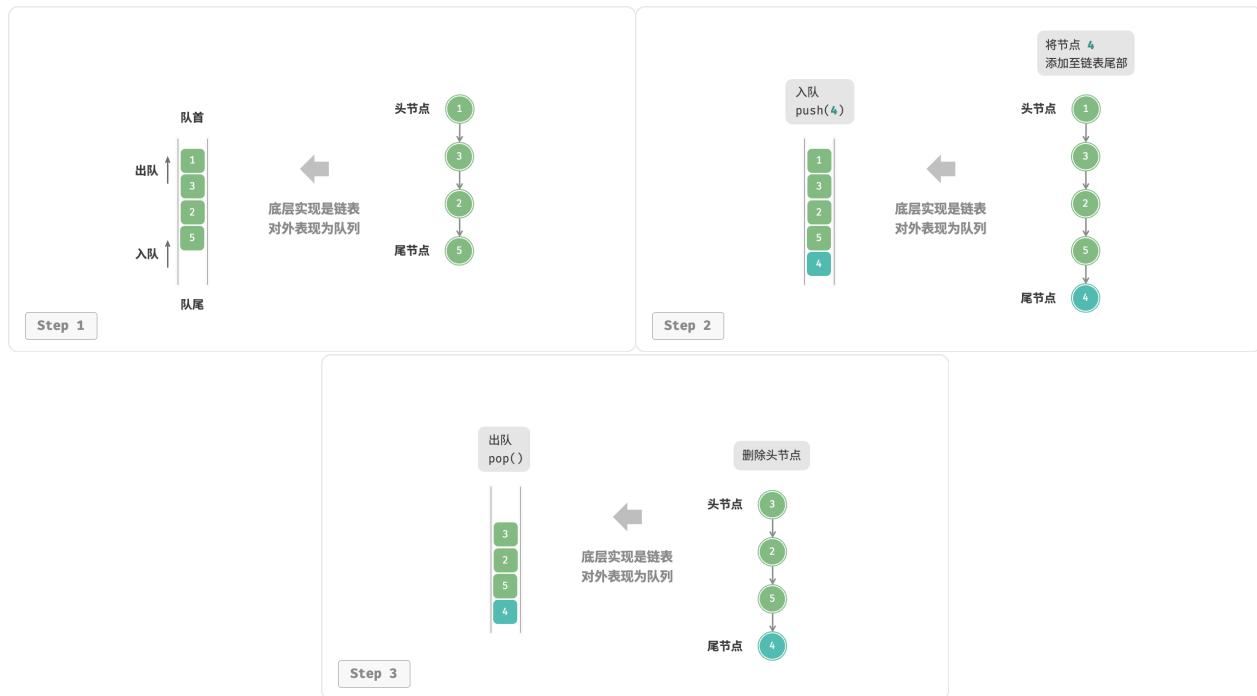 队首
出队
1
3
2
5
入队
队尾
底层实现是链表
对外表现为队列
头节点
1
3
2
尾节点
5
Step 1
入队
push(4)
1
3
2
5
4
底层实现是链表
对外表现为队列
将节点 4
添加至链表尾部
头节点
1
3
2
5
尾节点
4
Step 2
出队
pop()
3
2
5
4
底层实现是链表
对外表现为队列
删除头节点
头节点
3
2
5
尾节点
4
Step 3